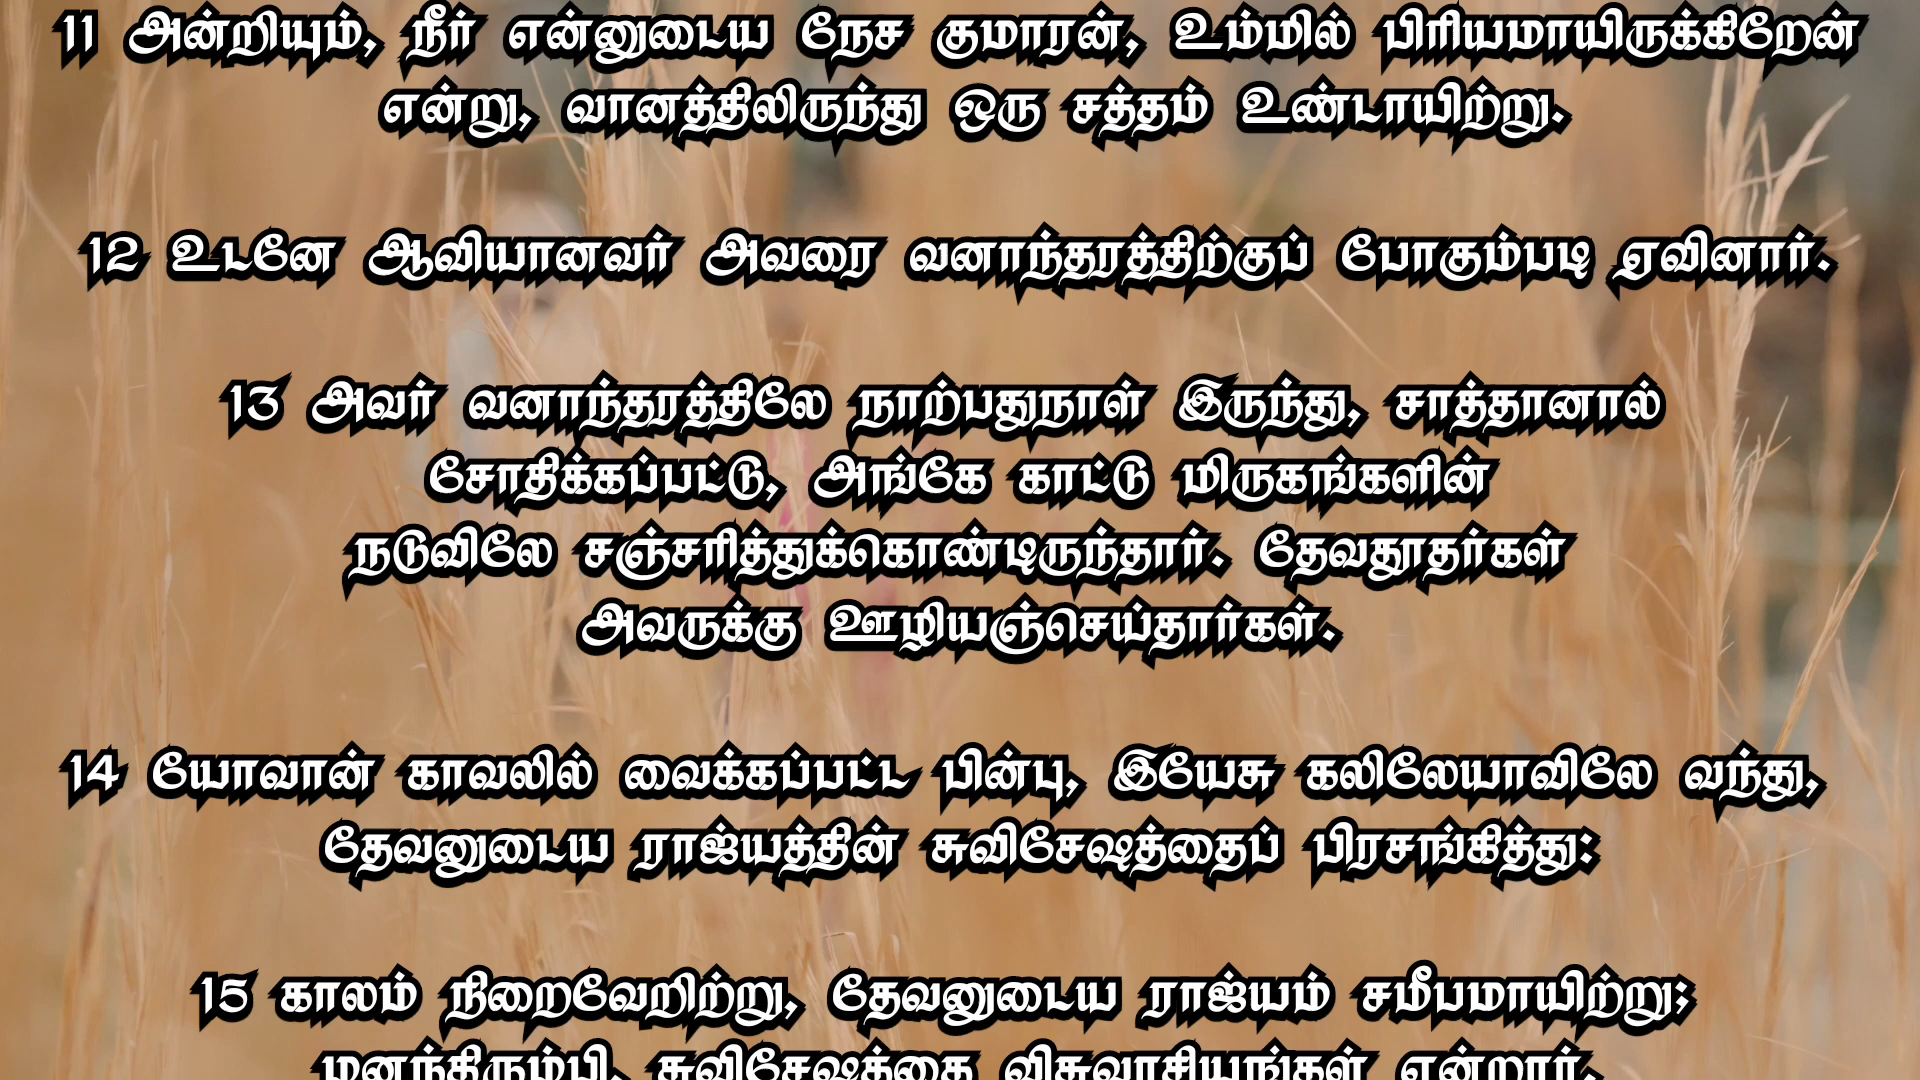 11 அன்றியும், நீர் என்னுடைய நேச குமாரன், உம்மில் பிரியமாயிருக்கிறேன்
என்று, வானத்திலிருந்து ஒரு சத்தம் உண்டாயிற்று.
12 உடனே ஆவியானவர் அவரை வனாந்தரத்திற்குப் போகும்படி ஏவினார்.
13 அவர் வனாந்தரத்திலே நாற்பதுநாள் இருந்து, சாத்தானால்
சோதிக்கப்பட்டு, அங்கே காட்டு மிருகங்களின்
நடுவிலே சஞ்சரித்துக்கொண்டிருந்தார். தேவதூதர்கள்
அவருக்கு ஊழியஞ்செய்தார்கள்.
14 யோவான் காவலில் வைக்கப்பட்ட பின்பு, இயேசு கலிலேயாவிலே வந்து,
தேவனுடைய ராஜ்யத்தின் சுவிசேஷத்தைப் பிரசங்கித்து:
15 காலம் நிறைவேறிற்று, தேவனுடைய ராஜ்யம் சமீபமாயிற்று;
மனந்திரும்பி, சுவிசேஷத்தை விசுவாசியுங்கள் என்றார்.